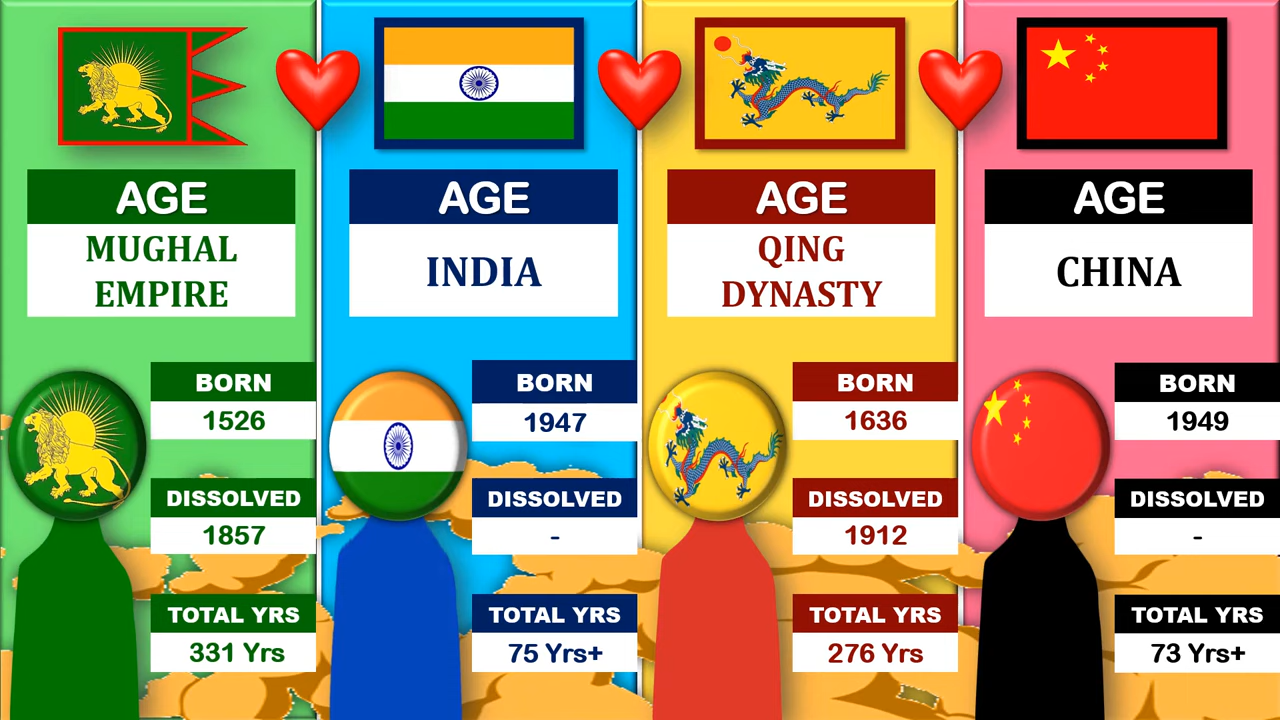 AGE
MUGHAL
EMPIRE
BORN
1526
DISSOLVED
1857
TOTAL YRS
331 Yrs
AGE
INDIA
BORN
1947
DISSOLVED
-
TOTAL YRS
75 Yrs+
AGE
QING
DYNASTY
BORN
1636
DISSOLVED
1912
TOTAL YRS
276 Yrs
AGE
CHINA
BORN
1949
DISSOLVED
-
TOTAL YRS
73 Yrs+